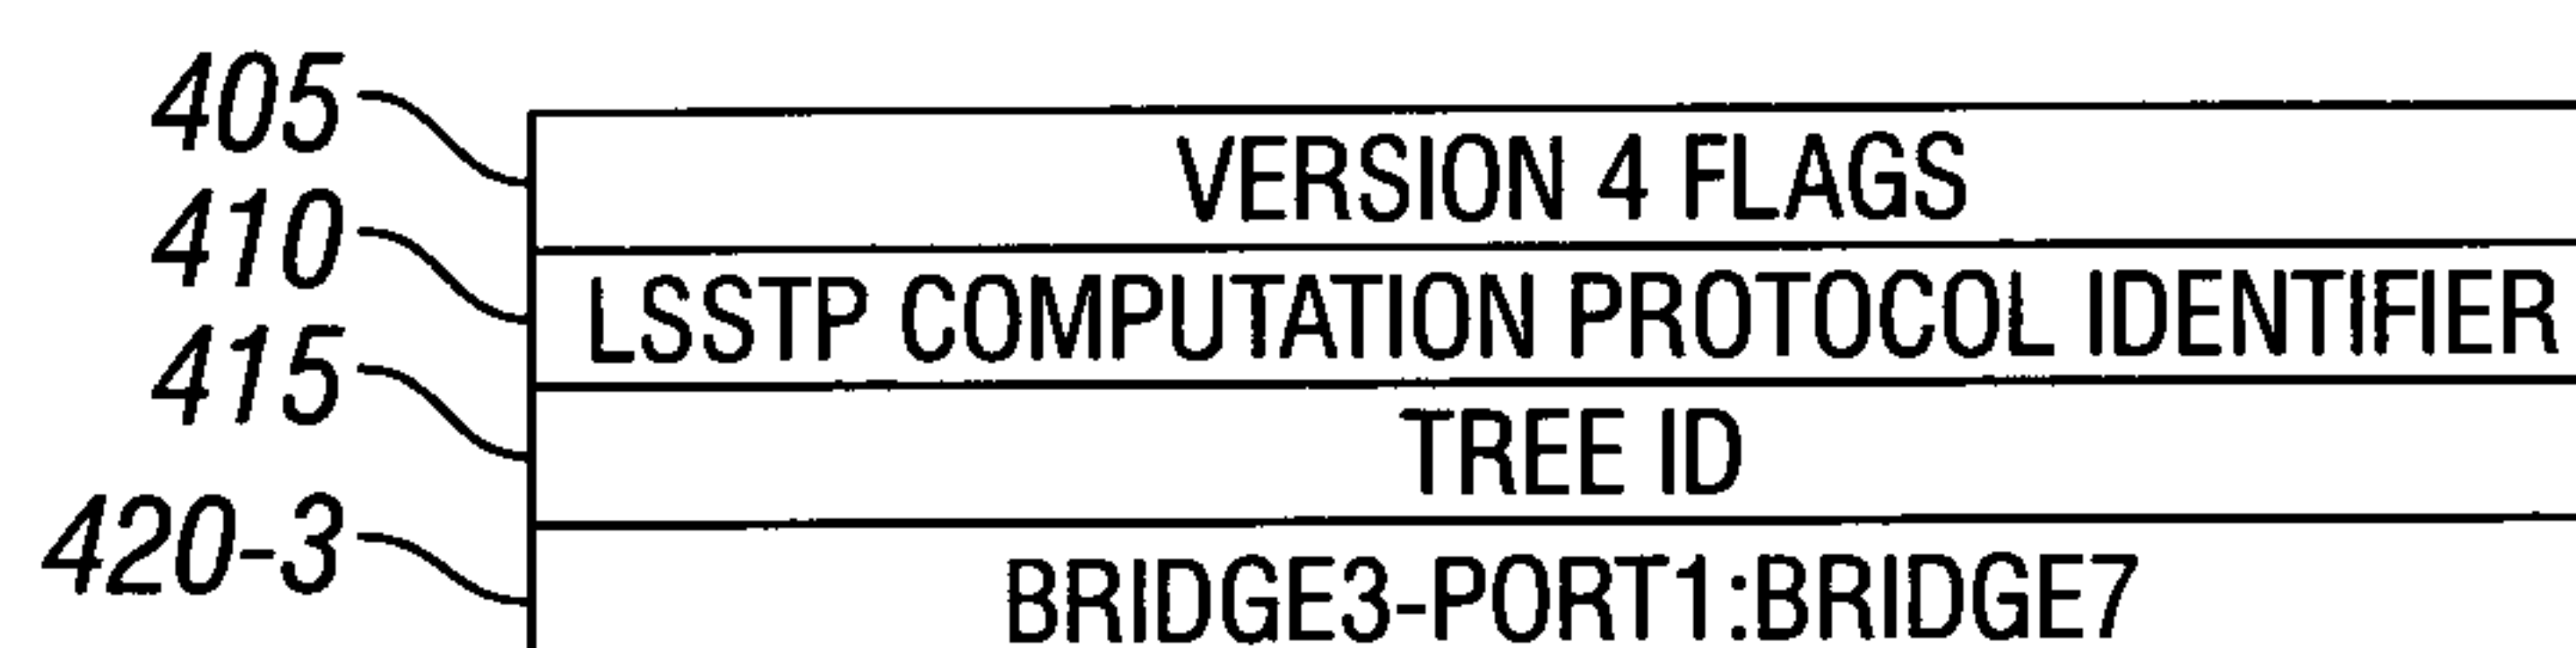 405
VERSION 4 FLAGS
410
LSSTP COMPUTATION PROTOCOL IDENTIFIER
415
TREE ID
420-3
BRIDGE3-PORT1:BRIDGE7